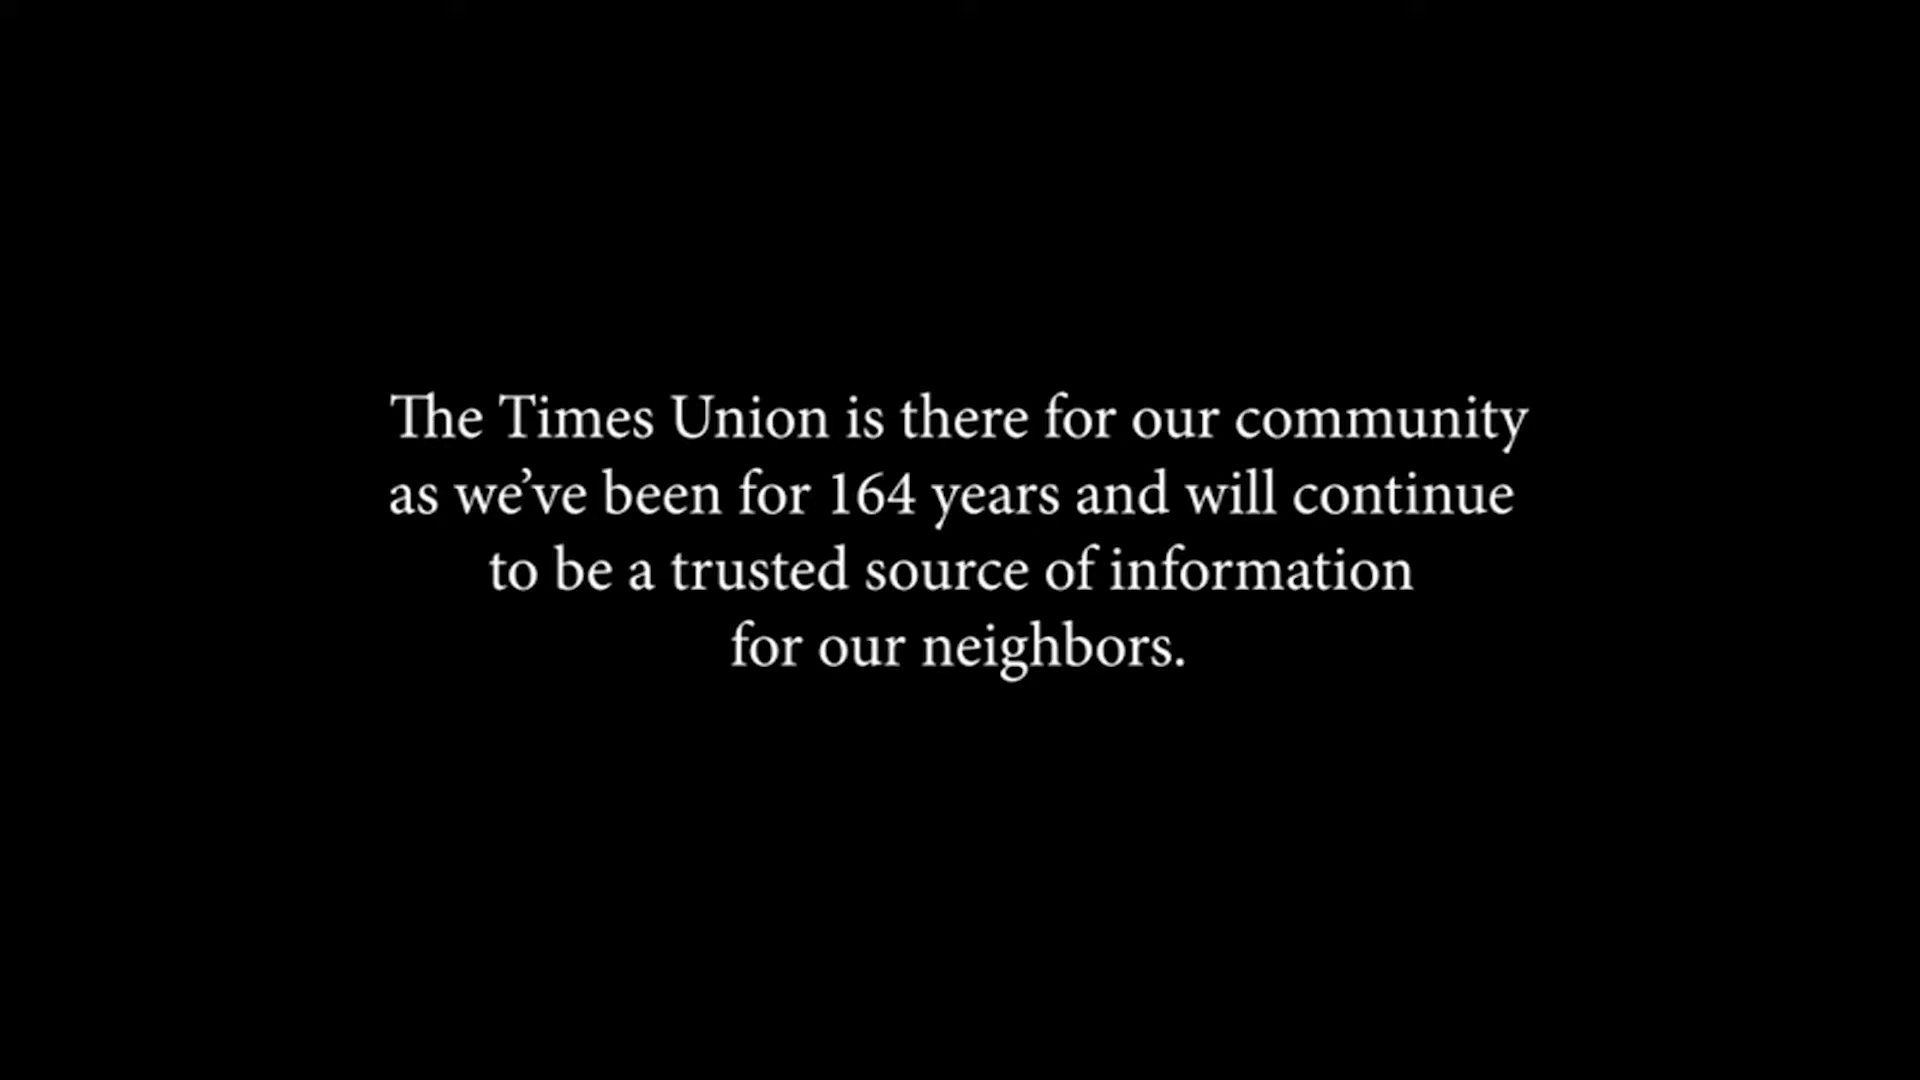 The Times Union is there for our community
as we’ve been for 164 years and will continue
to be a trusted source of information
for our neighbors.